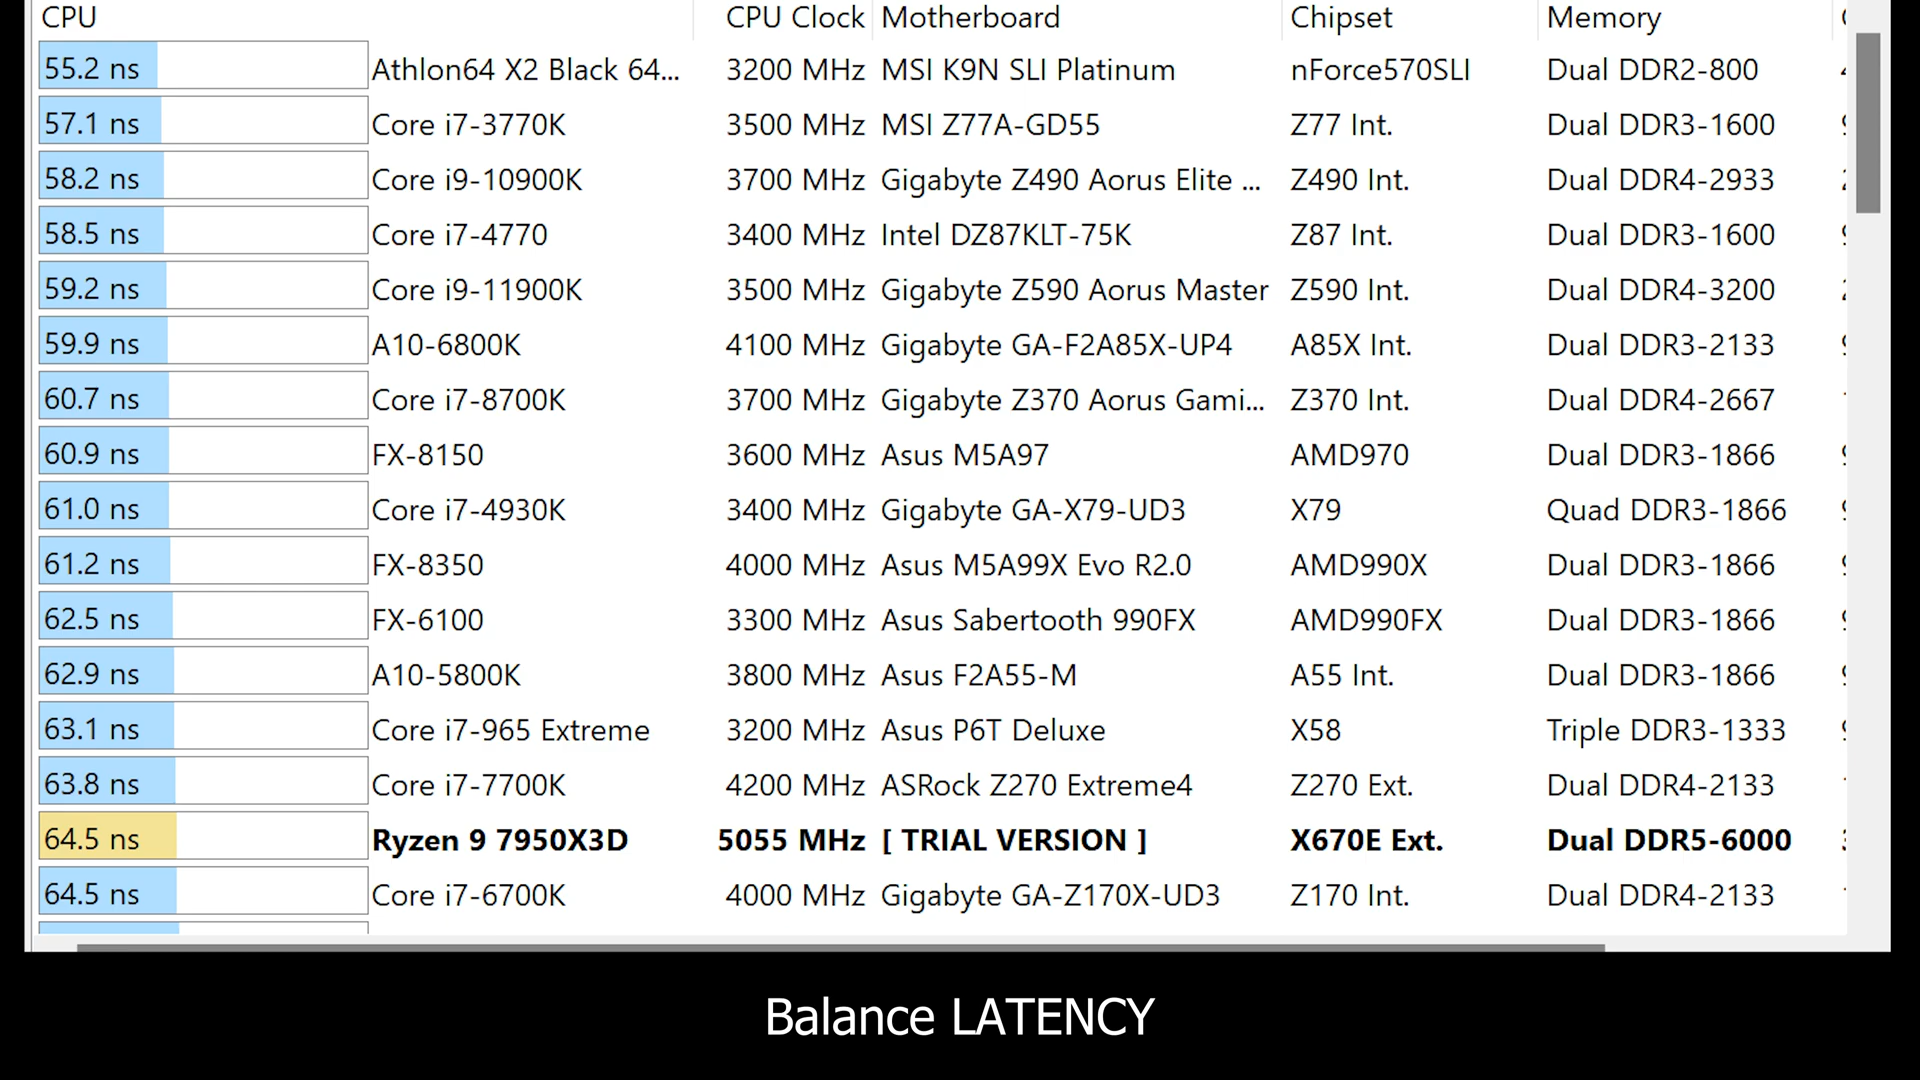 CPU CPU Clock Motherboard Chipset Memory
55.2 ns Athlon64 X2 Black 64... 3200 MHz MSI K9N SLI Platinum nForce570SLI Dual DDR2-800
57.1 ns Core i7-3770K 3500 MHz MSI Z77A-GD55 Z77 Int. Dual DDR3-1600
58.2 ns Core i9-10900K 3700 MHz Gigabyte Z490 Aorus Elite ... Z490 Int. Dual DDR4-2933
58.5 ns Core i7-4770 3400 MHz Intel DZ87KLT-75K Z87 Int. Dual DDR3-1600
59.2 ns Core i9-11900K 3500 MHz Gigabyte Z590 Aorus Master Z590 Int. Dual DDR4-3200
59.9 ns A10-6800K 4100 MHz Gigabyte GA-F2A85X-UP4 A85X Int. Dual DDR3-2133
60.7 ns Core i7-8700K 3700 MHz Gigabyte Z370 Aorus Gami... Z370 Int. Dual DDR4-2667
60.9 ns FX-8150 3600 MHz Asus M5A97 AMD970 Dual DDR3-1866
61.0 ns Core i7-4930K 3400 MHz Gigabyte GA-X79-UD3 X79 Quad DDR3-1866
61.2 ns FX-8350 4000 MHz Asus M5A99X Evo R2.0 AMD990X Dual DDR3-1866
62.5 ns FX-6100 3300 MHz Asus Sabertooth 990FX AMD990FX Dual DDR3-1866
62.9 ns A10-5800K 3800 MHz Asus F2A55-M A55 Int. Dual DDR3-1866
63.1 ns Core i7-965 Extreme 3200 MHz Asus P6T Deluxe X58 Triple DDR3-1333
63.8 ns Core i7-7700K 4200 MHz ASRock Z270 Extreme4 Z270 Ext. Dual DDR4-2133
64.5 ns Ryzen 9 7950X3D 5055 MHz [ TRIAL VERSION ] X670E Ext. Dual DDR5-6000
64.5 ns Core i7-6700K 4000 MHz Gigabyte GA-Z170X-UD3 Z170 Int. Dual DDR4-2133
Balance LATENCY